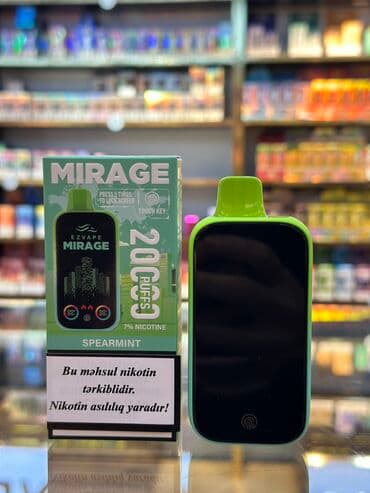 MIRAGE
PRESS 5 TIMES
TO LOCK SCREEN
TOUCH KEY
EZVAPE
MIRAGE
20000
PUFFS
7% NICOTINE
SPEARMINT
Bu məhsul nikotin
tərkiblidir.
Nikotin asılılıq yaradır!